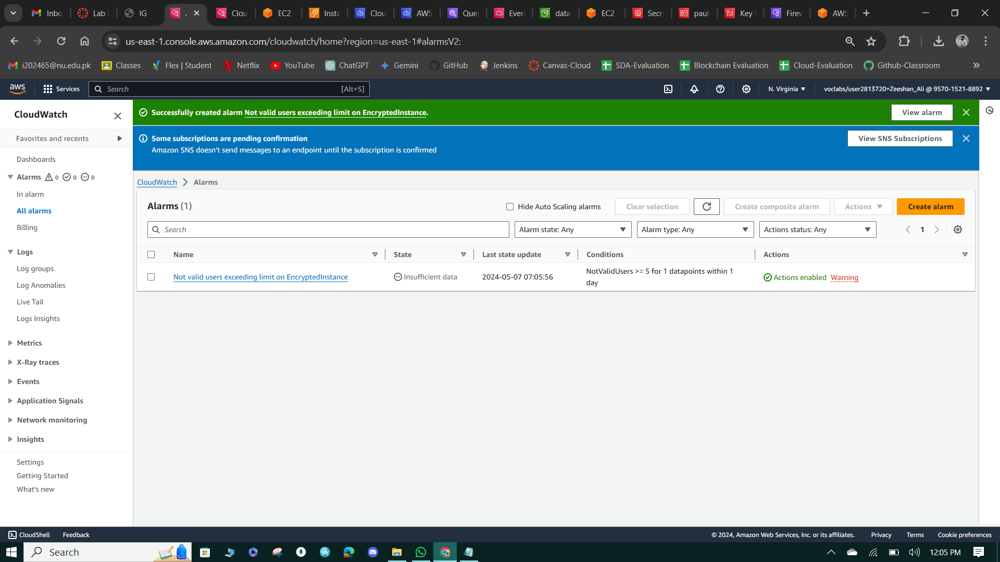 Inbo
Lab
IG
Clou
EC2
Insta
Clou
AWS
Que
Even
data
EC2
Secr
paul
Key
Firew
AWS
us-east-1.console.aws.amazon.com/cloudwatch/home?region=us-east-1#alarmsV2:
i202465@nu.edu.pk
Classes
Flex | Student
Netflix
YouTube
ChatGPT
Gemini
GitHub
Jenkins
Canvas-Cloud
SDA-Evaluation
Blockchain Evaluation
Cloud-Evaluation
Github-Classroom
aws
Services
Search
[Alt+S]
N. Virginia
voclabs/user2813720=Zeeshan_Ali @ 9570-1521-8892
CloudWatch
Favorites and recents
Dashboards
Alarms 0 0 0
In alarm
All alarms
Billing
Logs
Log groups
Log Anomalies
Live Tail
Logs Insights
Metrics
X-Ray traces
Events
Application Signals
Network monitoring
Insights
Settings
Getting Started
What's new
Successfully created alarm Not valid users exceeding limit on EncryptedInstance.
View alarm
Some subscriptions are pending confirmation
Amazon SNS doesn't send messages to an endpoint until the subscription is confirmed
View SNS Subscriptions
CloudWatch
Alarms
Alarms (1)
Hide Auto Scaling alarms
Clear selection
Create composite alarm
Actions
Create alarm
Search
Alarm state: Any
Alarm type: Any
Actions status: Any
1
Name
State
Last state update
Conditions
Actions
Not valid users exceeding limit on EncryptedInstance
Insufficient data
2024-05-07 07:05:56
NotValidUsers >= 5 for 1 datapoints within 1
day
Actions enabled
Warning
CloudShell
Feedback
© 2024, Amazon Web Services, Inc. or its affiliates.
Privacy
Terms
Cookie preferences
Search
12:05 PM